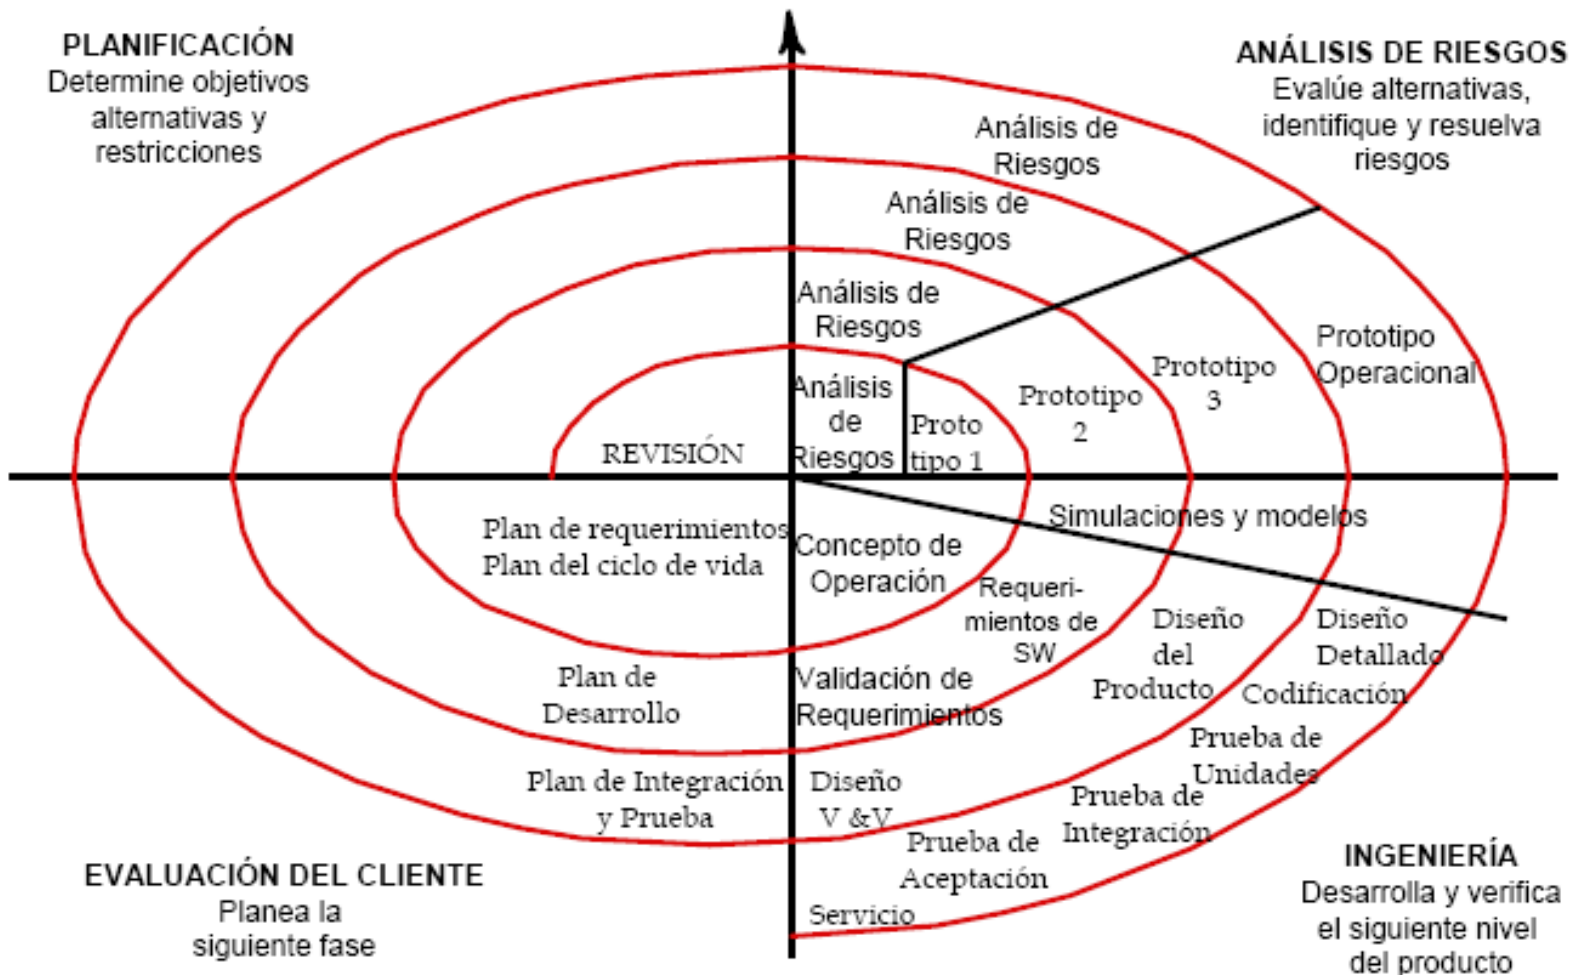 PLANIFICACIÓN
Determine objetivos
alternativas y
restricciones
ANÁLISIS DE RIESGOS
Evalúe alternativas,
identifique y resuelva
riesgos
Análisis de
Riesgos
Análisis de
Riesgos
Análisis de
Riesgos
Análisis
de
Riesgos
Proto
tipo 1
Prototipo
2
Prototipo
3
Prototipo
Operacional
REVISIÓN
Simulaciones y modelos
Plan de requerimientos
Plan del ciclo de vida
Concepto de
Operación
Requeri-
mientos de
SW
Diseño
del
Producto
Diseño
Detallado
Codificación
Plan de
Desarrollo
Validación de
Requerimientos
Prueba de
Unidades
Plan de Integración
y Prueba
Diseño
V &V
Prueba de
Integración
Prueba de
Aceptación
Servicio
EVALUACIÓN DEL CLIENTE
Planea la
siguiente fase
INGENIERÍA
Desarrolla y verifica
el siguiente nivel
del producto